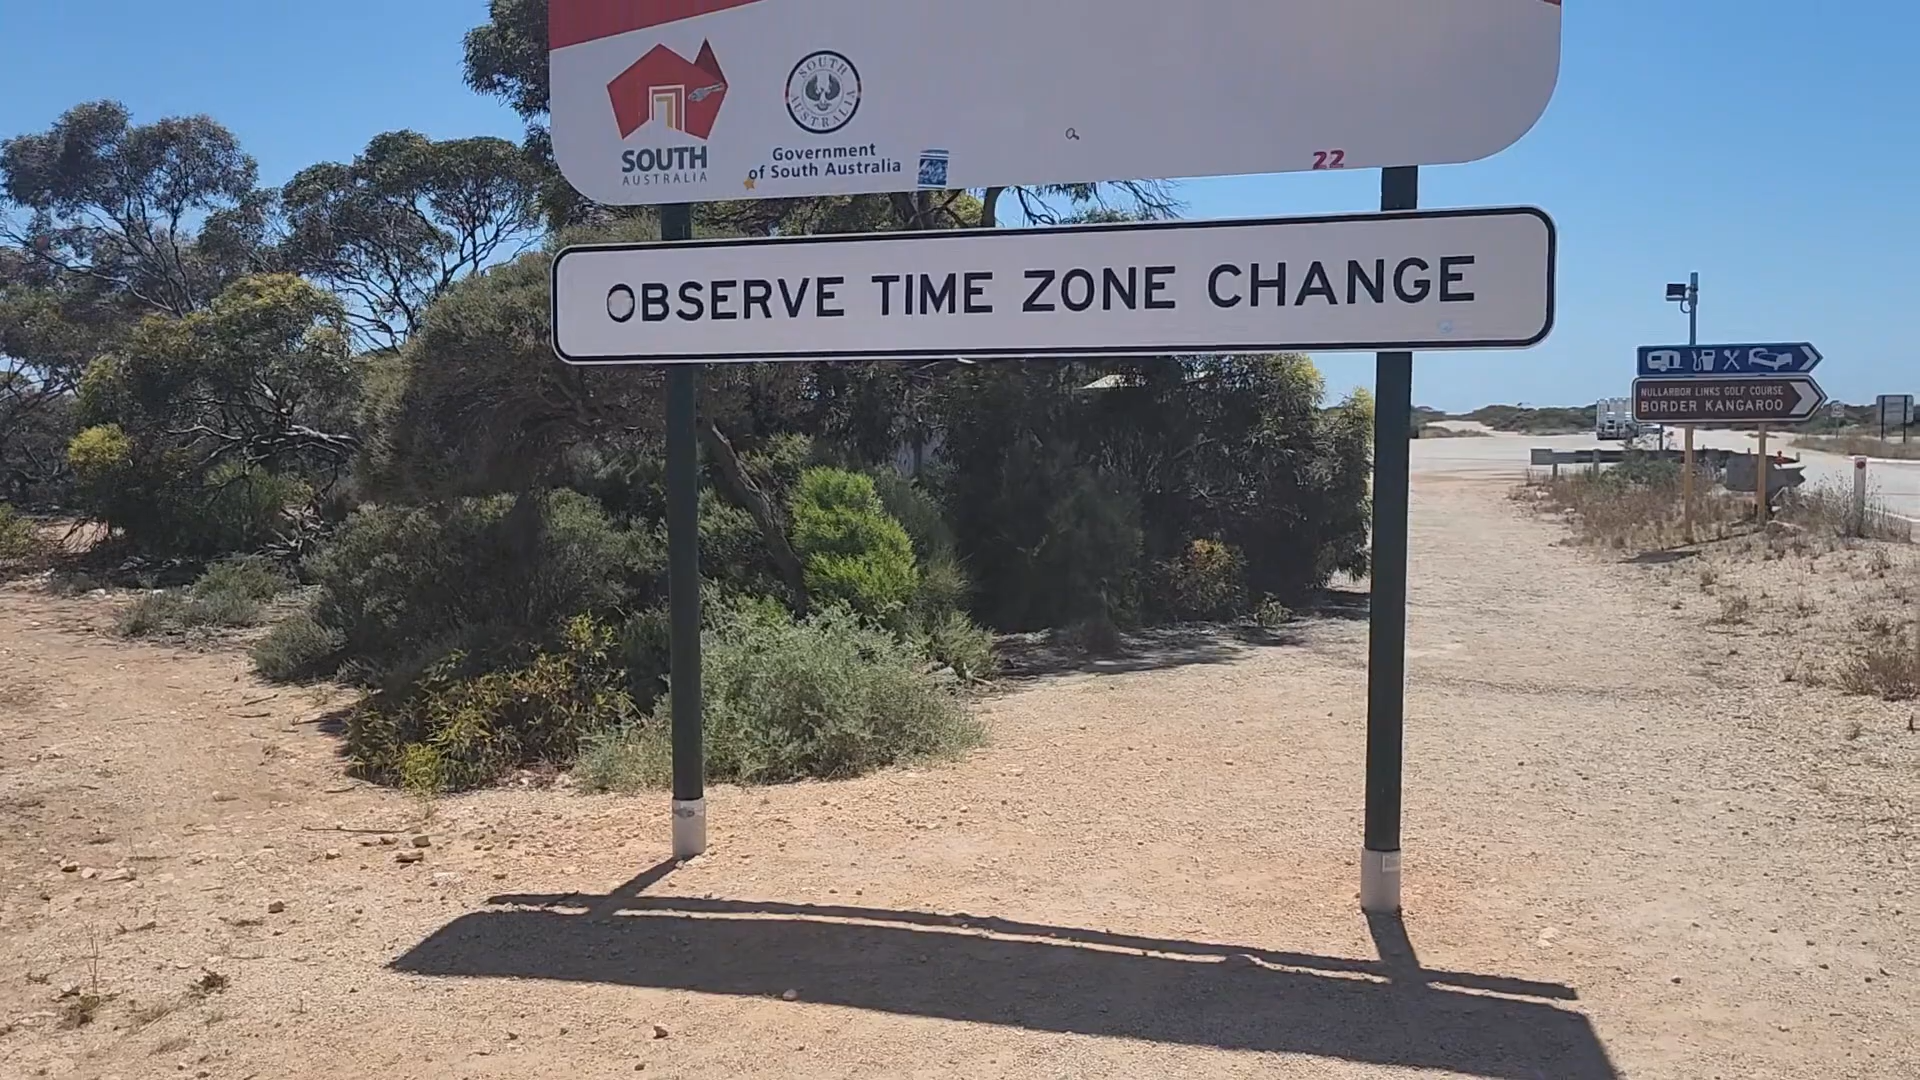 SOUTH
AUSTRALIA
SOUTH AUSTRALIA
Government
of South Australia
22
OBSERVE TIME ZONE CHANGE
NULLARBOR LINKS GOLF COURSE
BORDER KANGAROO